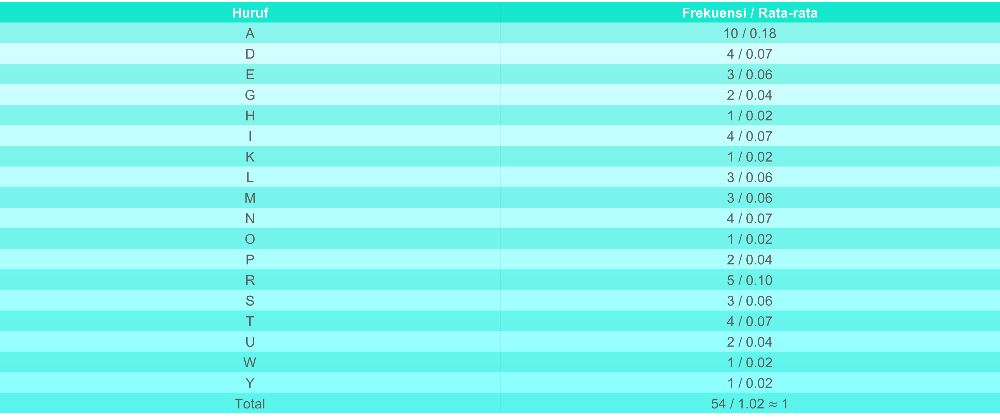 Huruf Frekuensi / Rata-rata
A 10 / 0.18
D 4 / 0.07
E 3 / 0.06
G 2 / 0.04
H 1 / 0.02
I 4 / 0.07
K 1 / 0.02
L 3 / 0.06
M 3 / 0.06
N 4 / 0.07
O 1 / 0.02
P 2 / 0.04
R 5 / 0.10
S 3 / 0.06
T 4 / 0.07
U 2 / 0.04
W 1 / 0.02
Y 1 / 0.02
Total 54 / 1.02 ≈ 1